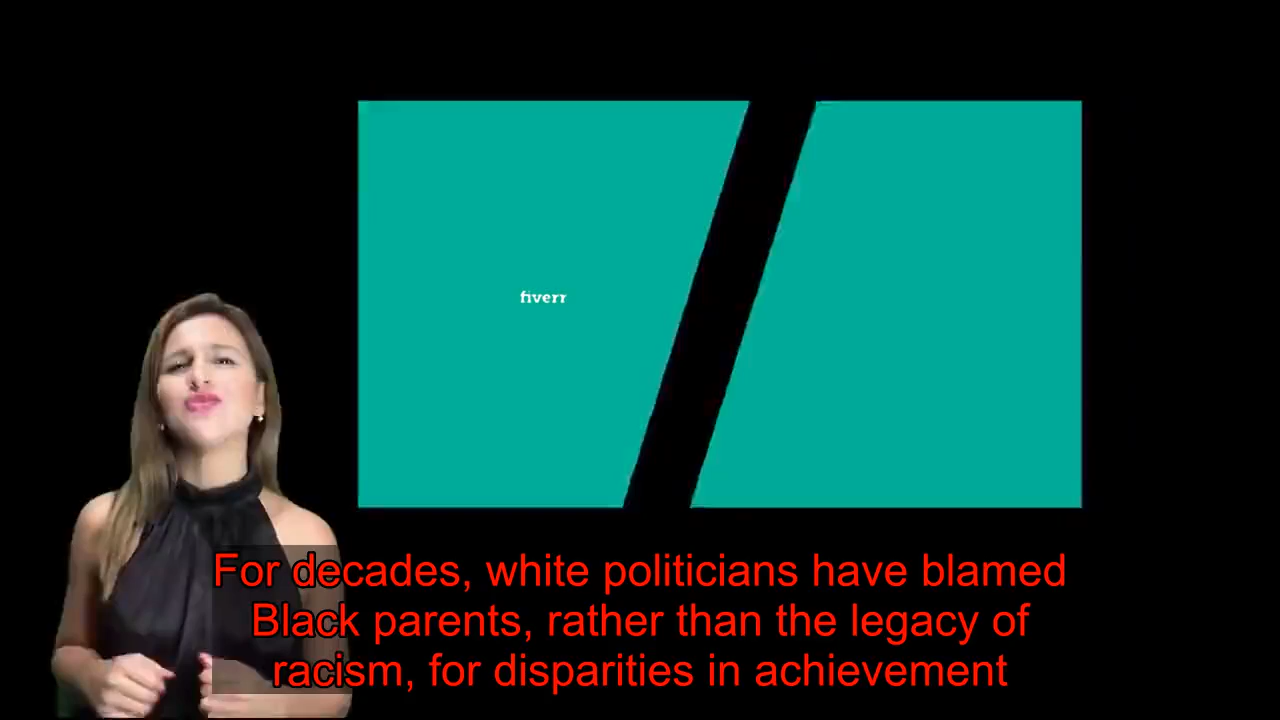 fiverr
For decades, white politicians have blamed
Black parents, rather than the legacy of
racism, for disparities in achievement